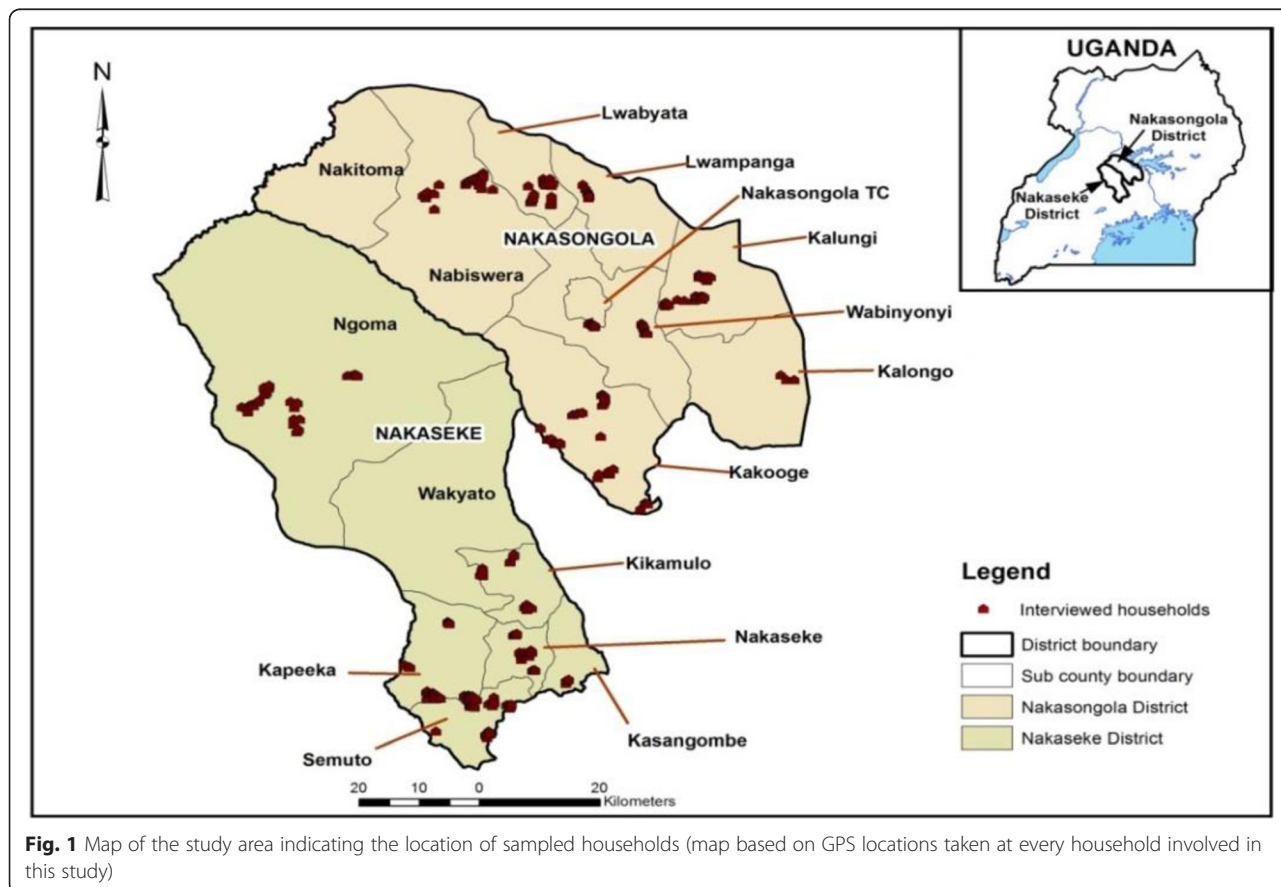 UGANDA
Nakasongola
District
Nakaseke
District
N
Lwabyata
Nakitoma
Lwampanga
Nakasongola TC
NAKASONGOLA
Kalungi
Nabiswera
Wabinyonyi
Ngoma
Kalongo
NAKASEKE
Kakooge
Wakyato
Kikamulo
Nakaseke
Kapeeka
Kasangombe
Semuto
Legend
Interviewed households
District boundary
Sub county boundary
Nakasongola District
Nakaseke District
20 10 0 20
Kilometers
Fig. 1 Map of the study area indicating the location of sampled households (map based on GPS locations taken at every household involved in
this study)